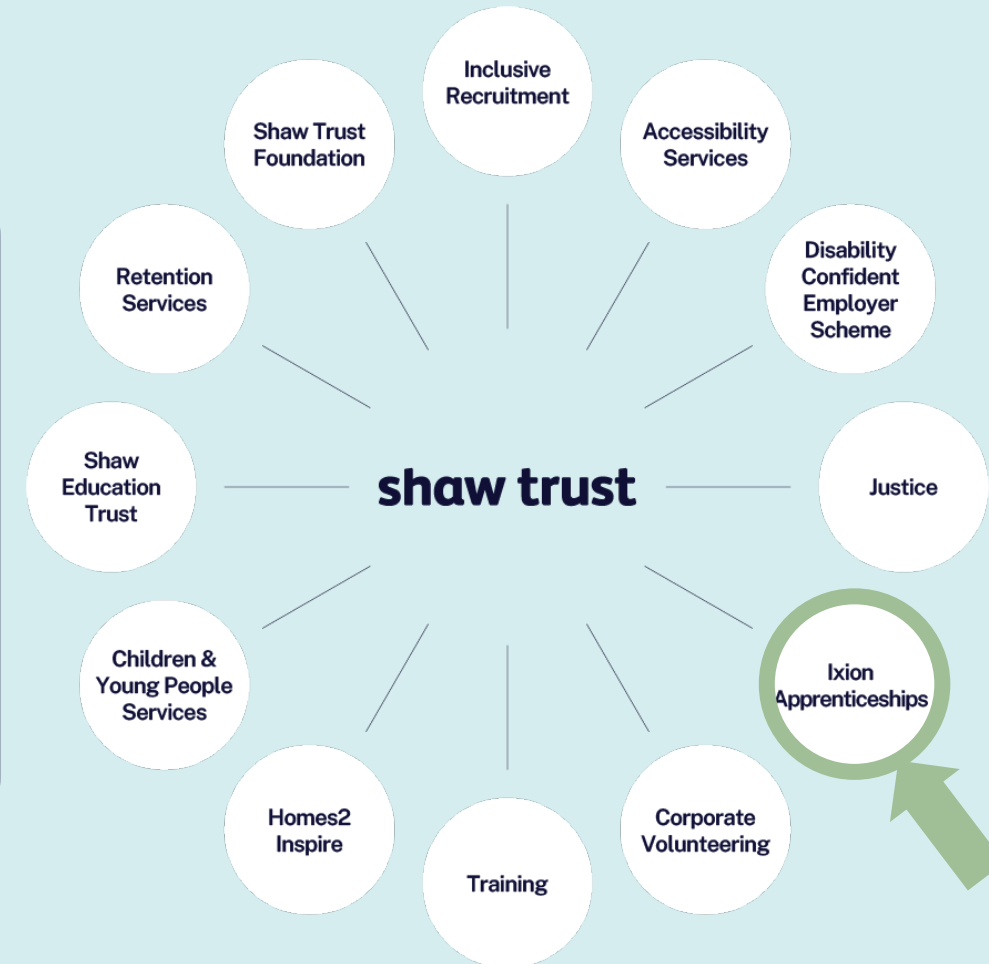 Inclusive
Recruitment
Accessibility
Services
Disability
Confident
Employer
Scheme
Justice
Ixion
Apprenticeships
Corporate
Volunteering
Training
Homes2
Inspire
Children &
Young People
Services
Shaw
Education
Trust
Retention
Services
Shaw Trust
Foundation
shaw trust